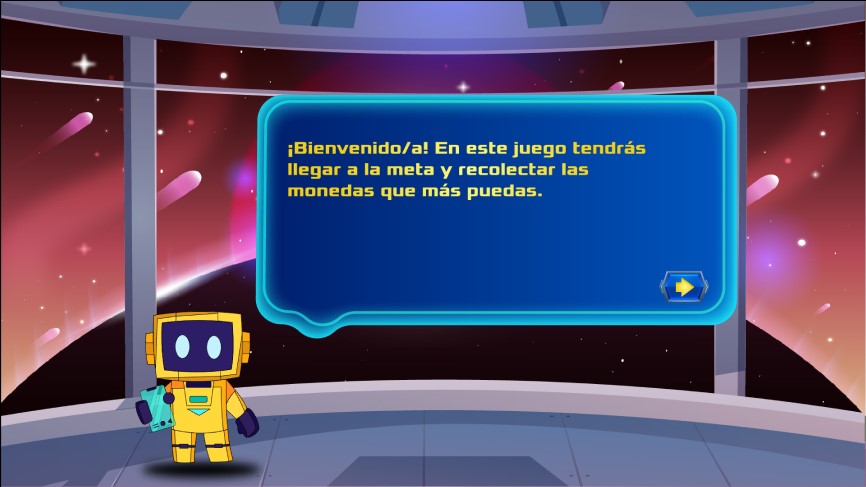 ¡Bienvenido/a! En este juego tendrás
llegar a la meta y recolectar las
monedas que más puedas.